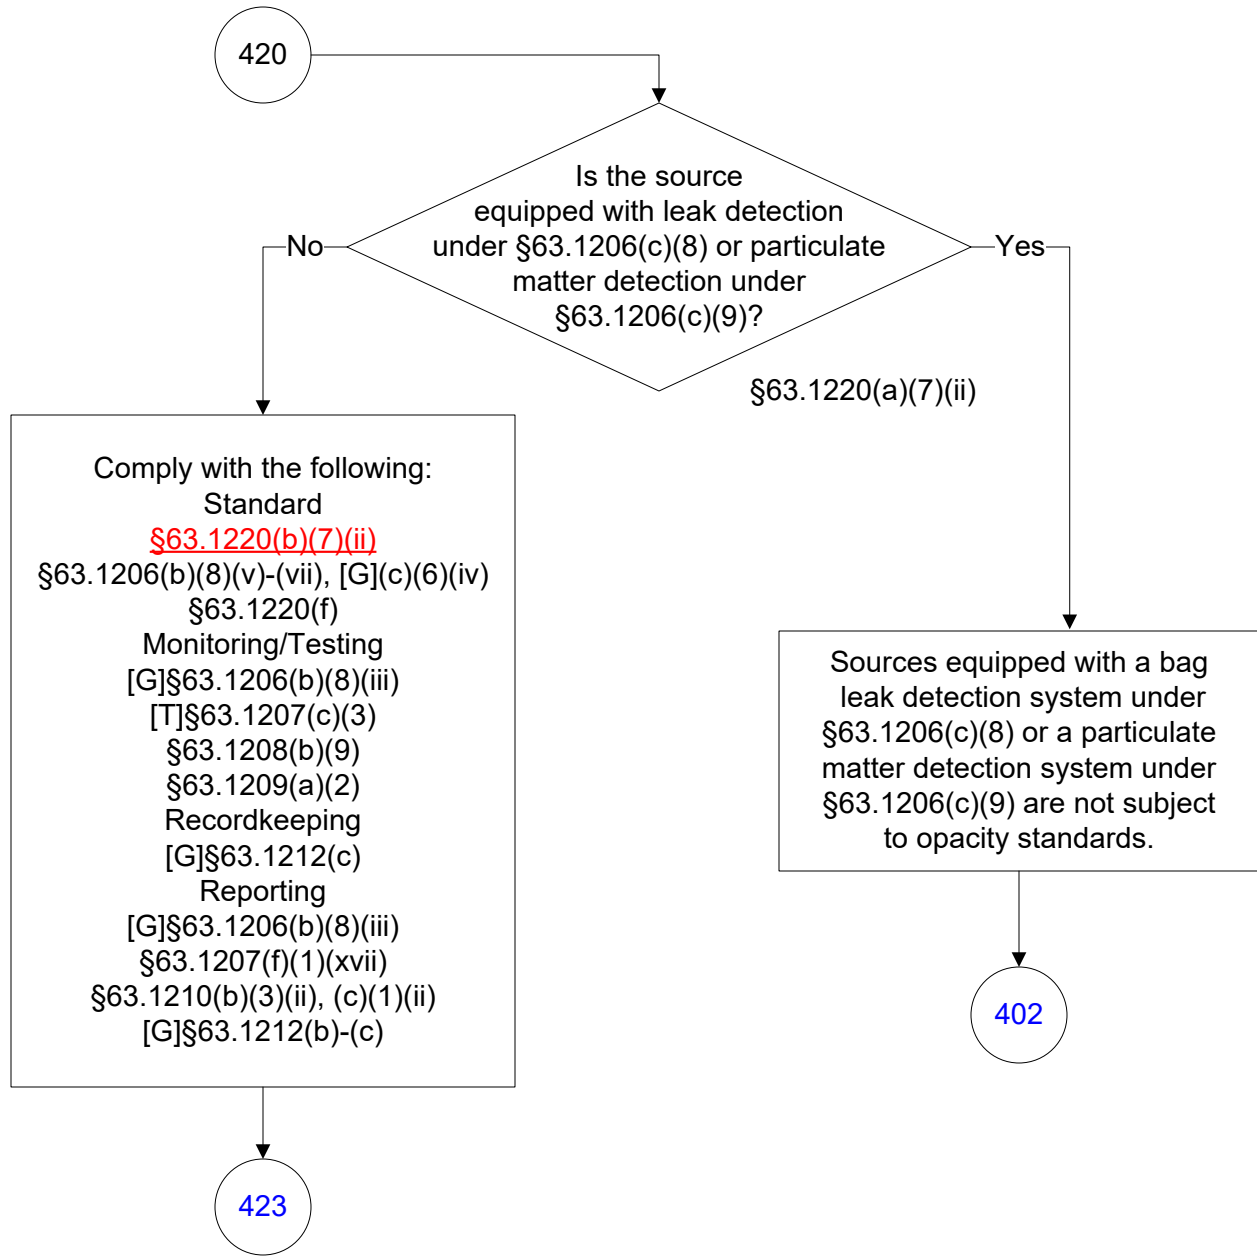 420
Is the source
equipped with leak detection
under §63.1206(c)(8) or particulate
matter detection under
§63.1206(c)(9)?
No
Yes
§63.1220(a)(7)(ii)
Comply with the following:
Standard
§63.1220(b)(7)(ii)
§63.1206(b)(8)(v)-(vii), [G](c)(6)(iv)
§63.1220(f)
Monitoring/Testing
[G]§63.1206(b)(8)(iii)
[T]§63.1207(c)(3)
§63.1208(b)(9)
§63.1209(a)(2)
Recordkeeping
[G]§63.1212(c)
Reporting
[G]§63.1206(b)(8)(iii)
§63.1207(f)(1)(xvii)
§63.1210(b)(3)(ii), (c)(1)(ii)
[G]§63.1212(b)-(c)
423
Sources equipped with a bag
leak detection system under
§63.1206(c)(8) or a particulate
matter detection system under
§63.1206(c)(9) are not subject
to opacity standards.
402